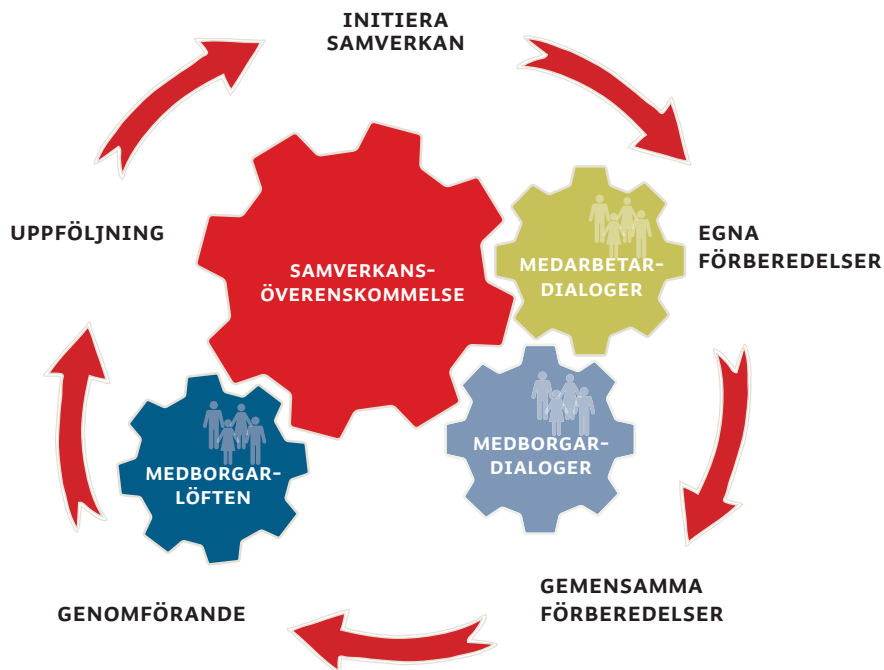 INITIERA
SAMVERKAN
UPPFÖLJNING
SAMVERKANS-
ÖVERENSKOMMELSE
MEDARBETAR-
DIALOGER
EGNA
FÖRBEREDELSER
MEDBORGAR-
LÖFTEN
MEDBORGAR-
DIALOGER
GENOMFÖRANDE
GEMENSAMMA
FÖRBEREDELSER